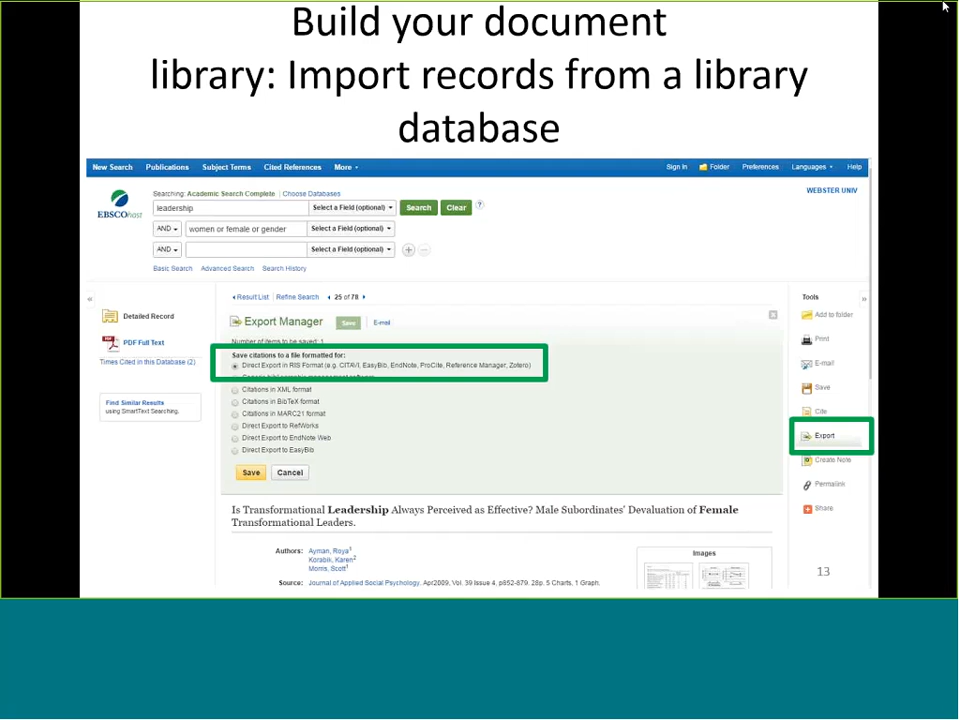 Build your document
library: Import records from a library
database
New Search Publications Subject Terms Cited References More
Sign In Folder Preferences Languages Help
Searching: Academic Search Complete Choose Databases
WEBSTER UNIV
EBSCOhost
leadership Select a Field (optional) Search Clear ?
AND women or female or gender Select a Field (optional)
AND Select a Field (optional)
Basic Search Advanced Search Search History
« Result List Refine Search 25 of 78 Tools »
Detailed Record
PDF Full Text
Times Cited in this Database (2)
Find Similar Results
using SmartText Searching.
Export Manager Save E-mail
Number of items to be saved: 1
Save citations to a file formatted for:
Direct Export in RIS Format (e.g. CITAVI, EasyBib, EndNote, ProCite, Reference Manager, Zotero)
Citations in XML format
Citations in BibTeX format
Citations in MARC21 format
Direct Export to RefWorks
Direct Export to EndNote Web
Direct Export to EasyBib
Save Cancel
Add to folder
Print
E-mail
Save
Cite
Export
Create Note
Permalink
Share
Is Transformational Leadership Always Perceived as Effective? Male Subordinates' Devaluation of Female
Transformational Leaders.
Authors: Ayman, Roya1
Korabik, Karen2
Morris, Scott1
Source: Journal of Applied Social Psychology. Apr2009, Vol. 39 Issue 4, p852-879. 28p. 5 Charts, 1 Graph.
Images
13